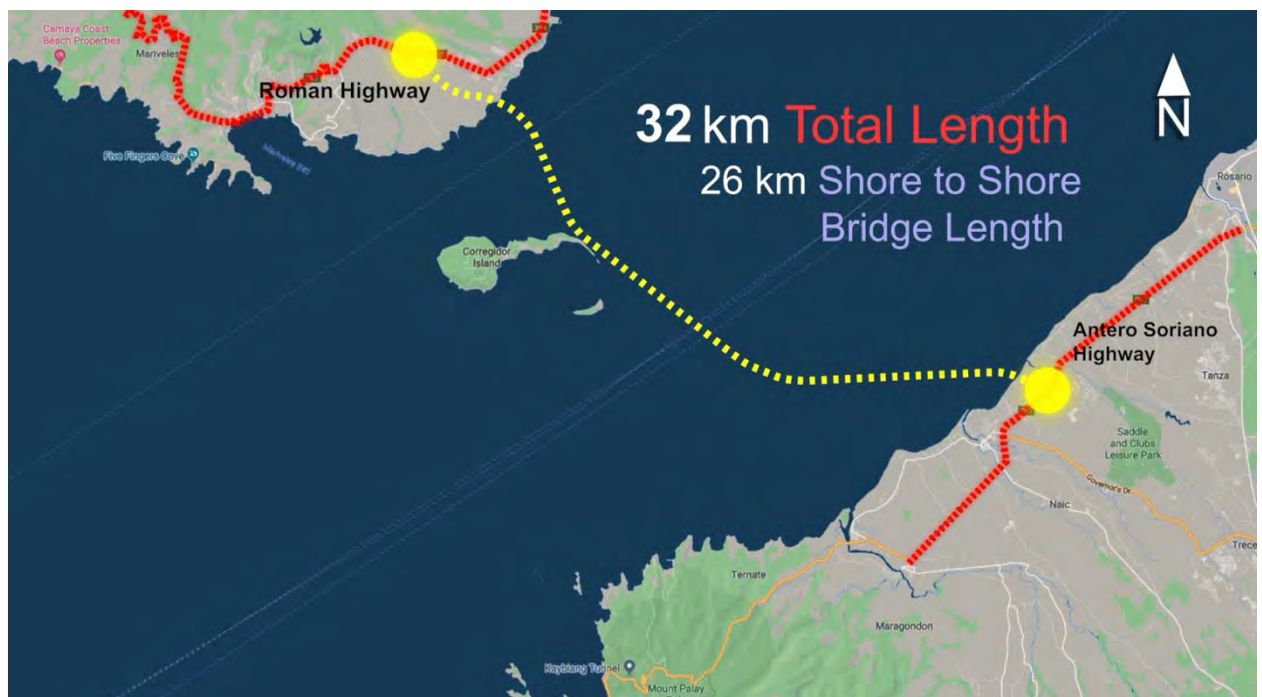 Camaya Coast
Beach Properties
Mariveles
Roman Highway
32 km Total Length
26 km Shore to Shore
Bridge Length
N
Five Fingers Cove
Rosario
Corregidor
Island
Antero Soriano
Highway
Tanza
Saddle
and Clubs
Leisure Park
Governor's Dr
Naic
Trece
Ternate
Maragondon
Kaybiang Tunnel
Mount Palay